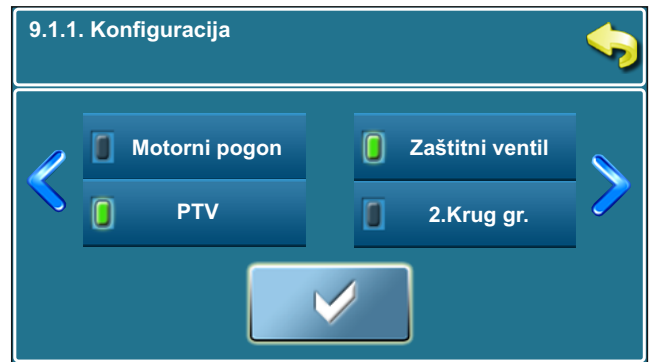 9.1.1. Konfiguracija
Motorni pogon
Zaštitni ventil
PTV
2.Krug gr.